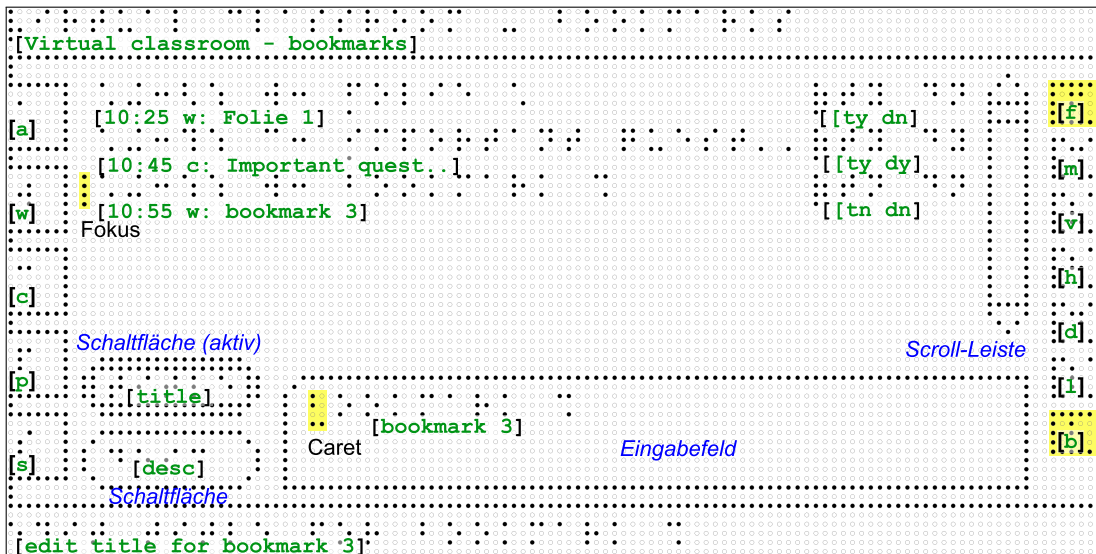 [Virtual classroom - bookmarks]
[a]
[10:25 w: Folie 1]
[[ty dn]
[f]
[10:45 c: Important quest..]
[[ty dy]
[m]
[w]
[10:55 w: bookmark 3]
[[tn dn]
[v]
Fokus
[c]
[h]
Schaltfläche (aktiv)
Scroll-Leiste
[d]
[p]
[title]
[l]
[bookmark 3]
Caret
Eingabefeld
[b]
[s]
[desc]
Schaltfläche
[edit title for bookmark 3]